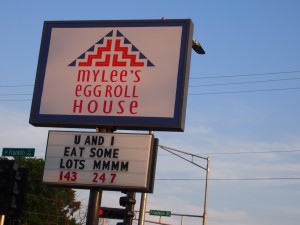 MYLEE'S
EGGROLL
HOUSE
U AND I
EAT SOME
LOTS MMMM
143 247